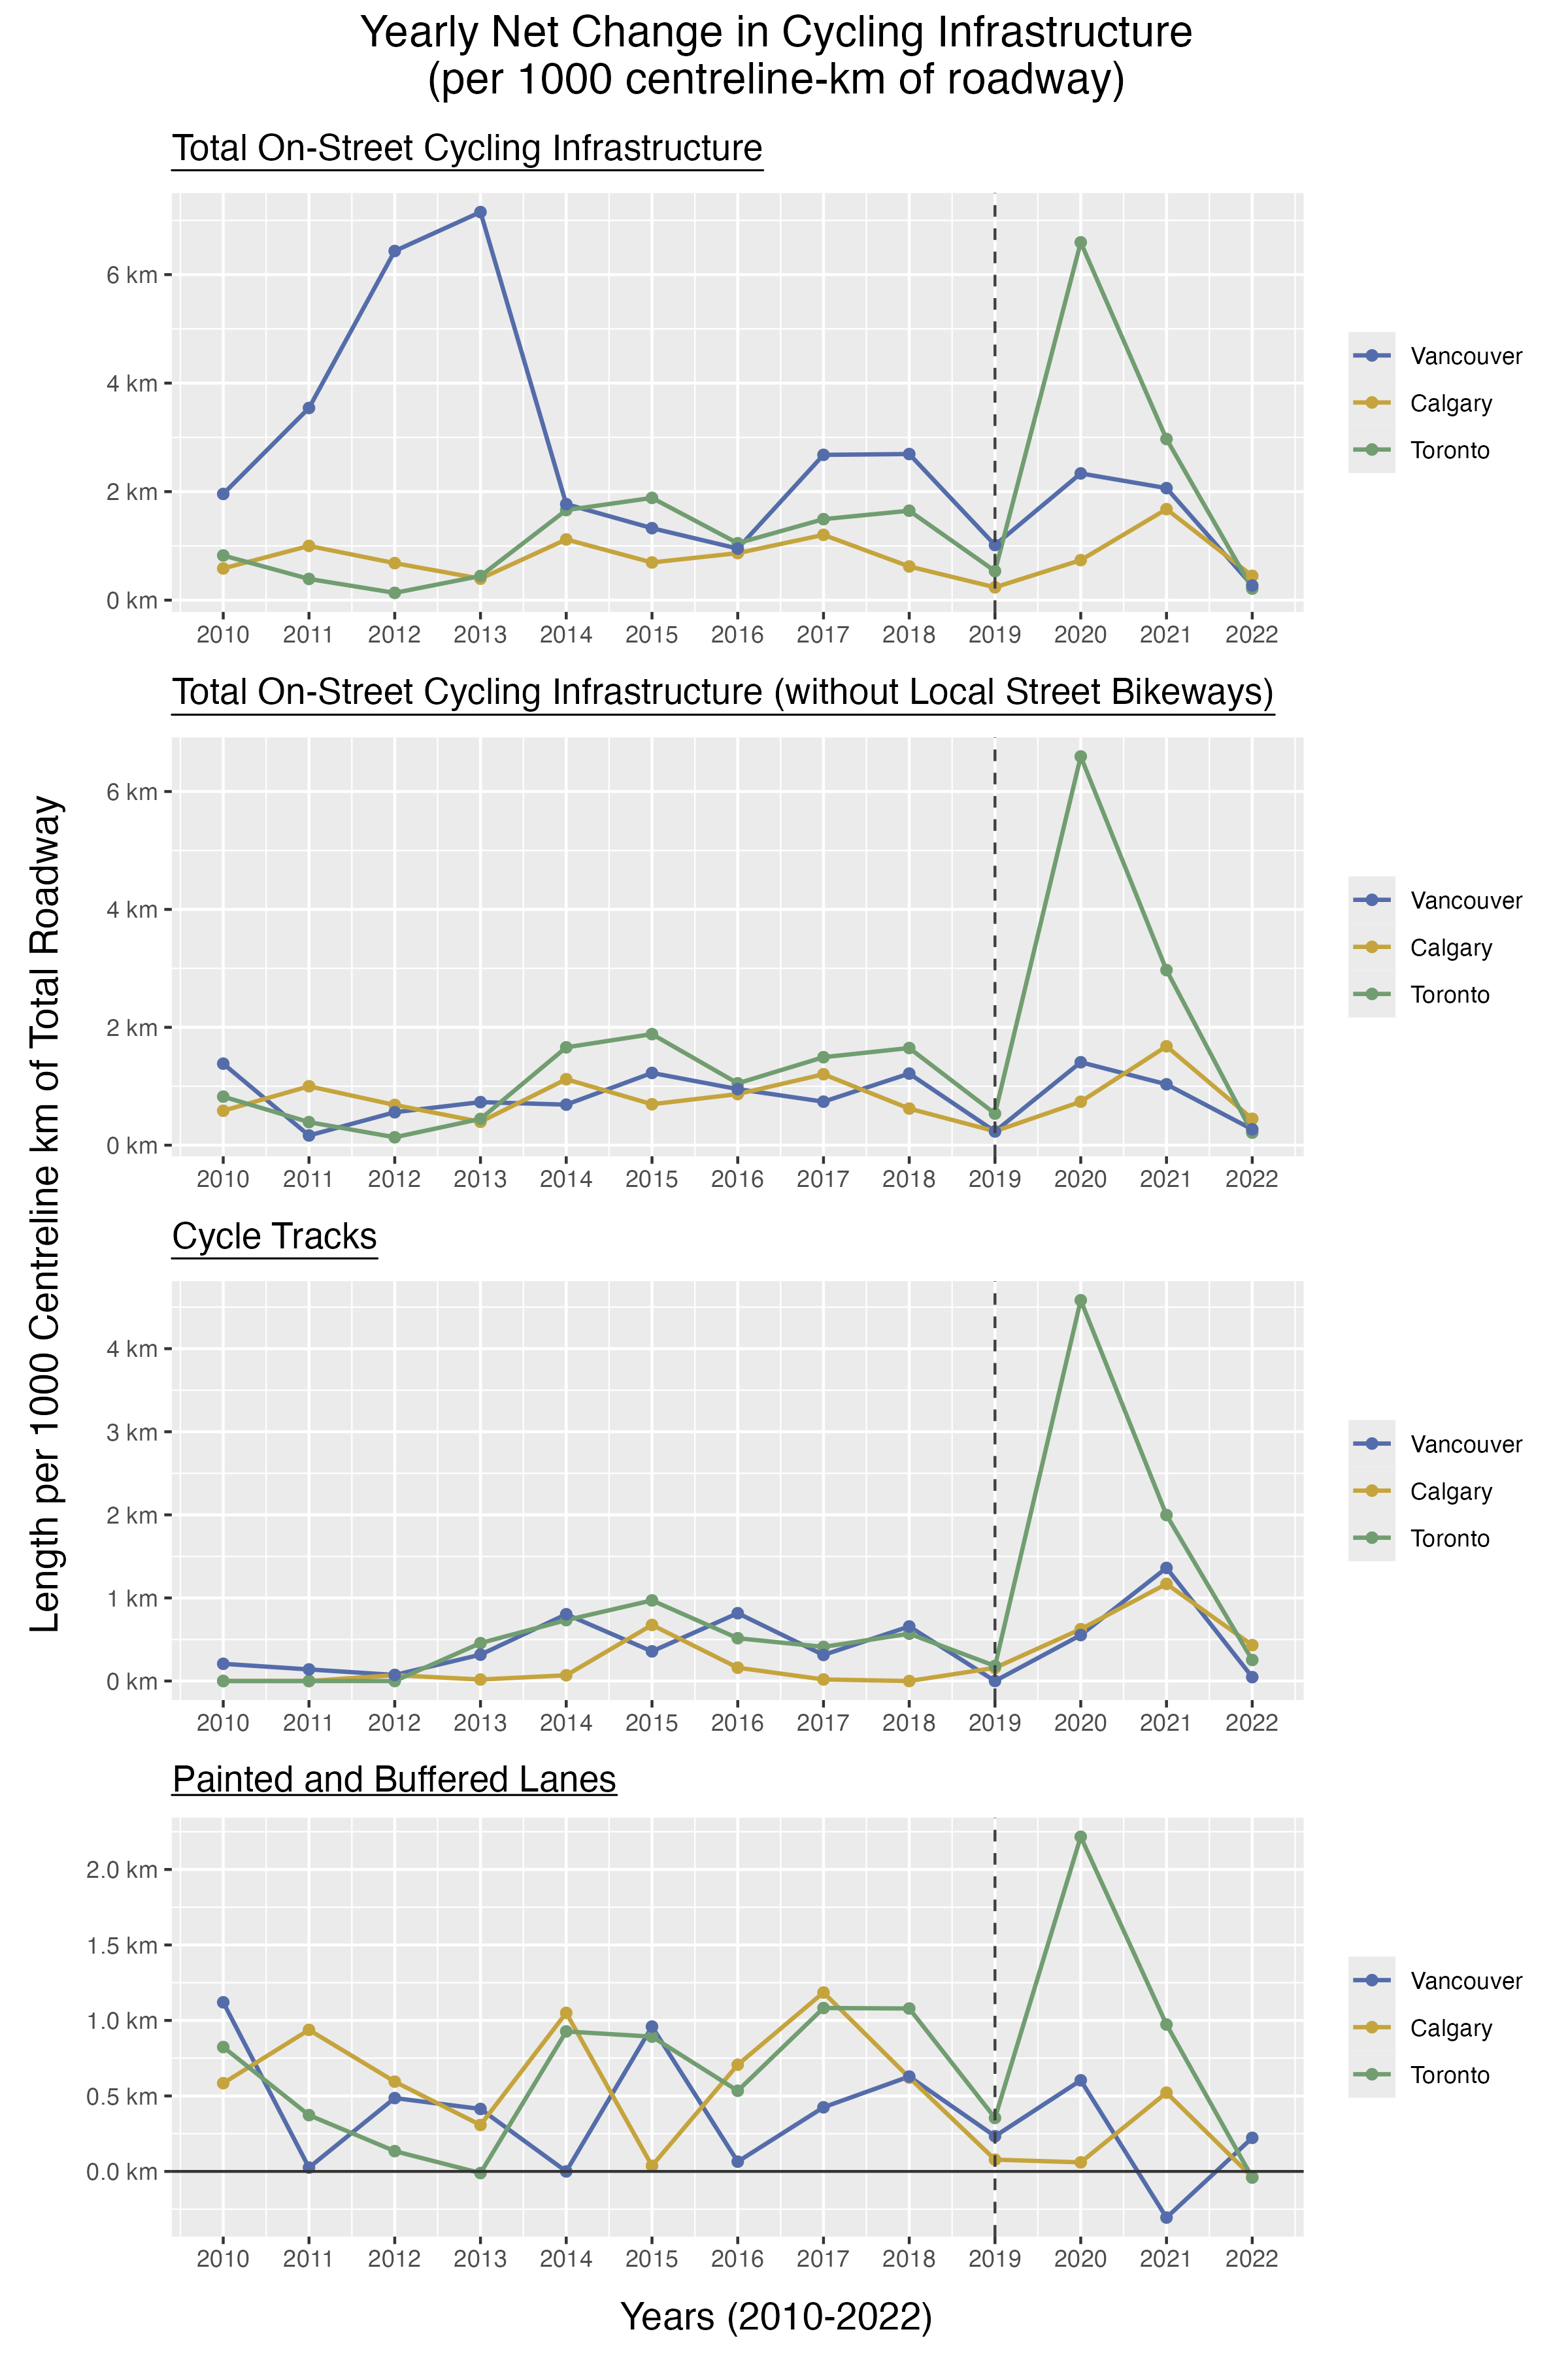 Yearly Net Change in Cycling Infrastructure
(per 1000 centreline-km of roadway)
Length per 1000 Centreline km of Total Roadway
Total On-Street Cycling Infrastructure
6 km
4 km
2 km
0 km
2010 2011 2012 2013 2014 2015 2016 2017 2018 2019 2020 2021 2022
Vancouver
Calgary
Toronto
Total On-Street Cycling Infrastructure (without Local Street Bikeways)
6 km
4 km
2 km
0 km
2010 2011 2012 2013 2014 2015 2016 2017 2018 2019 2020 2021 2022
Vancouver
Calgary
Toronto
Cycle Tracks
4 km
3 km
2 km
1 km
0 km
2010 2011 2012 2013 2014 2015 2016 2017 2018 2019 2020 2021 2022
Vancouver
Calgary
Toronto
Painted and Buffered Lanes
2.0 km
1.5 km
1.0 km
0.5 km
0.0 km
2010 2011 2012 2013 2014 2015 2016 2017 2018 2019 2020 2021 2022
Vancouver
Calgary
Toronto
Years (2010-2022)